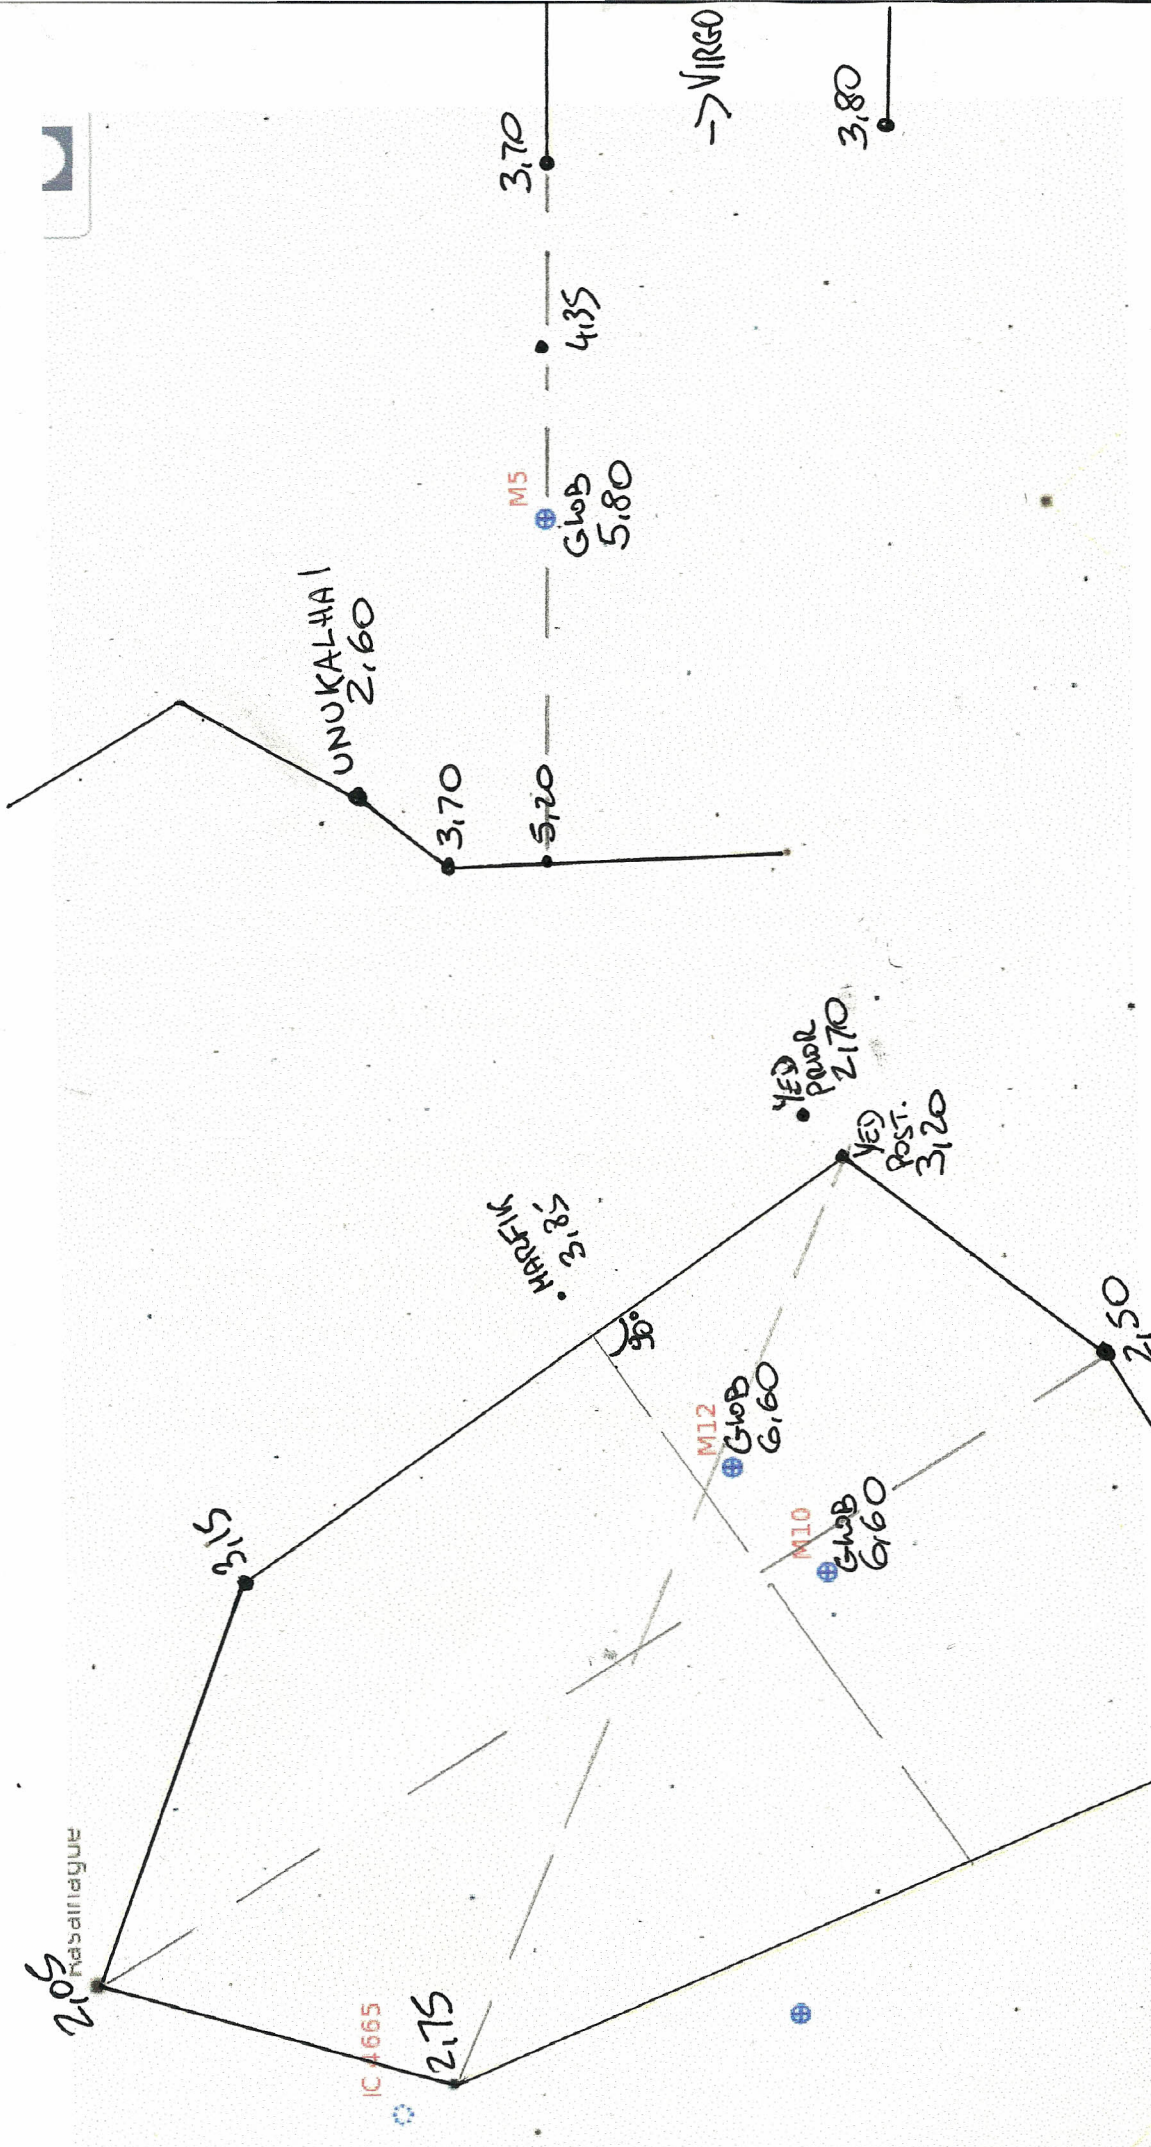 3,70
-> VIRGO
3,80
4,35
M5
GLOB
5,80
UNUKALHAI
2.60
3,70
5,20
YED
PRIOR
2,70
YED
POST.
3,20
MARFIK
3,85
90°
2,50
M12
GLOB
6,60
M10
GLOB
6,60
3,15
2,05
Rasalhague
IC 4665
2,75